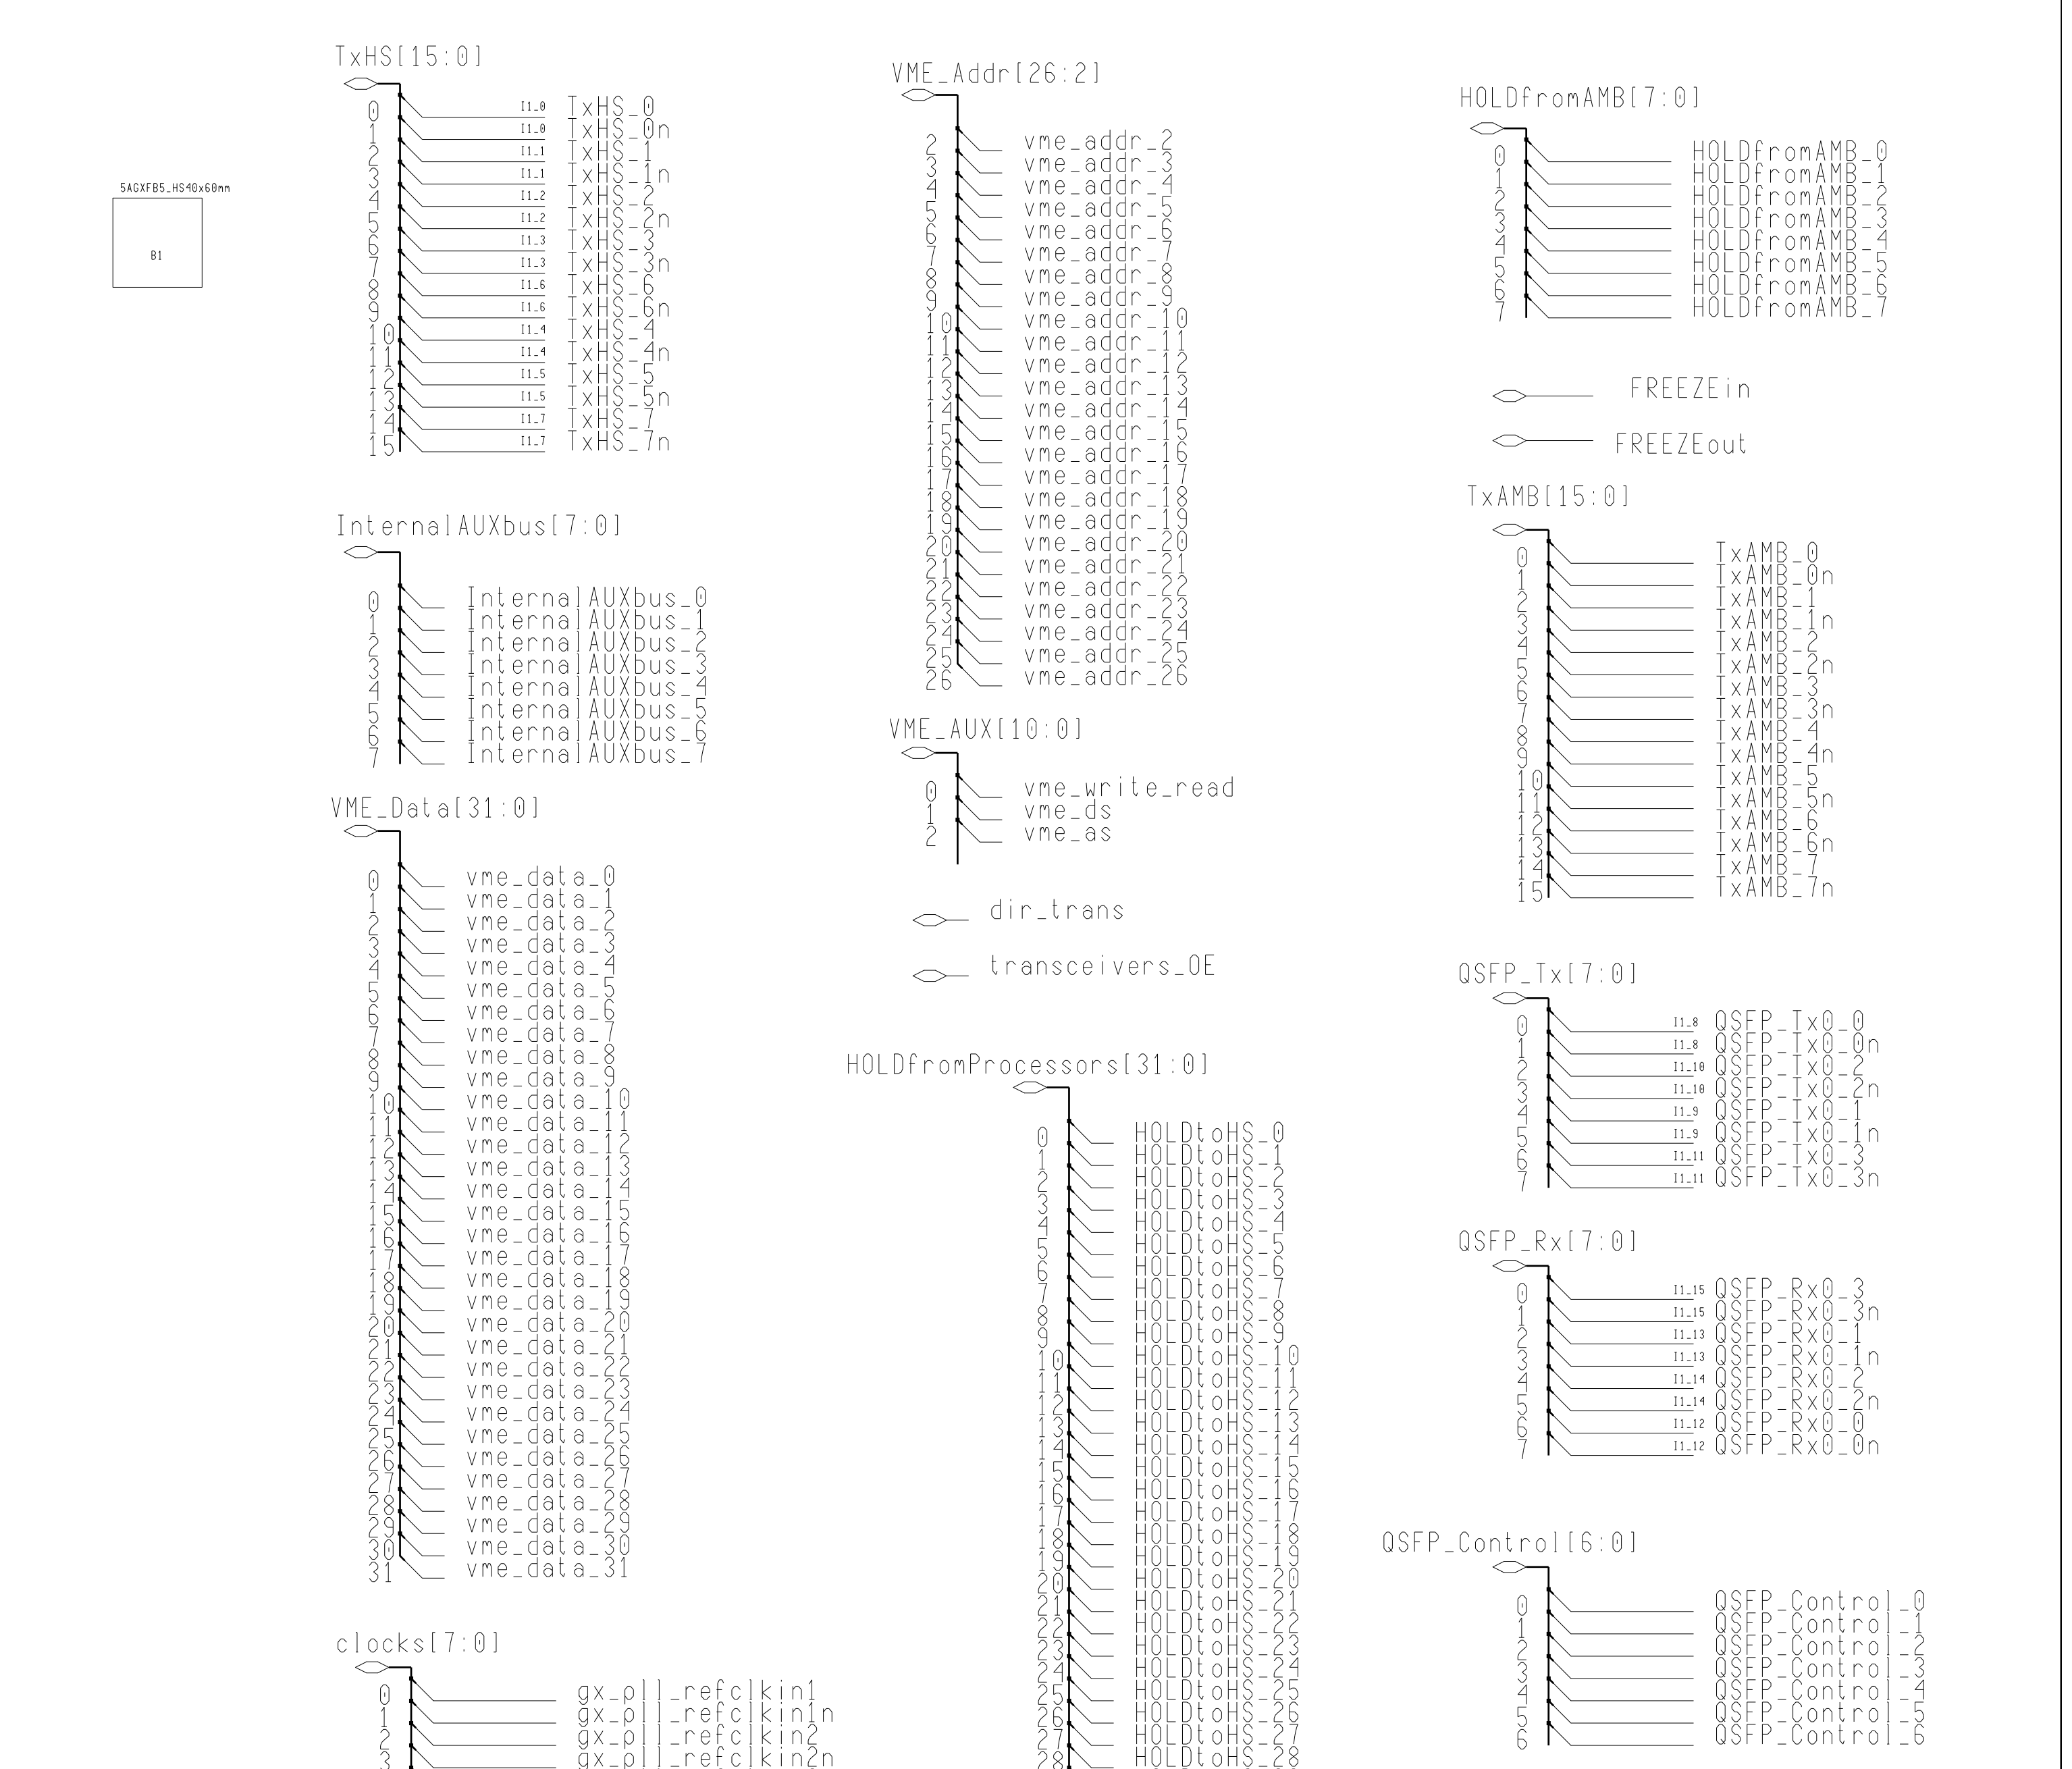 TxHS[15:0]
0 I1_0 TxHS_0
1 I1_0 TxHS_0n
2 I1_1 TxHS_1
3 I1_1 TxHS_1n
4 I1_2 TxHS_2
5 I1_2 TxHS_2n
6 I1_3 TxHS_3
7 I1_3 TxHS_3n
8 I1_6 TxHS_6
9 I1_6 TxHS_6n
10 I1_4 TxHS_4
11 I1_4 TxHS_4n
12 I1_5 TxHS_5
13 I1_5 TxHS_5n
14 I1_7 TxHS_7
15 I1_7 TxHS_7n
5AGXFB5_HS40x60mm
B1
InternalAUXbus[7:0]
0 InternalAUXbus_0
1 InternalAUXbus_1
2 InternalAUXbus_2
3 InternalAUXbus_3
4 InternalAUXbus_4
5 InternalAUXbus_5
6 InternalAUXbus_6
7 InternalAUXbus_7
VME_Data[31:0]
0 vme_data_0
1 vme_data_1
2 vme_data_2
3 vme_data_3
4 vme_data_4
5 vme_data_5
6 vme_data_6
7 vme_data_7
8 vme_data_8
9 vme_data_9
10 vme_data_10
11 vme_data_11
12 vme_data_12
13 vme_data_13
14 vme_data_14
15 vme_data_15
16 vme_data_16
17 vme_data_17
18 vme_data_18
19 vme_data_19
20 vme_data_20
21 vme_data_21
22 vme_data_22
23 vme_data_23
24 vme_data_24
25 vme_data_25
26 vme_data_26
27 vme_data_27
28 vme_data_28
29 vme_data_29
30 vme_data_30
31 vme_data_31
clocks[7:0]
0 gx_pll_refclkin1
1 gx_pll_refclkin1n
2 gx_pll_refclkin2
3 gx_pll_refclkin2n
VME_Addr[26:2]
2 vme_addr_2
3 vme_addr_3
4 vme_addr_4
5 vme_addr_5
6 vme_addr_6
7 vme_addr_7
8 vme_addr_8
9 vme_addr_9
10 vme_addr_10
11 vme_addr_11
12 vme_addr_12
13 vme_addr_13
14 vme_addr_14
15 vme_addr_15
16 vme_addr_16
17 vme_addr_17
18 vme_addr_18
19 vme_addr_19
20 vme_addr_20
21 vme_addr_21
22 vme_addr_22
23 vme_addr_23
24 vme_addr_24
25 vme_addr_25
26 vme_addr_26
VME_AUX[10:0]
0 vme_write_read
1 vme_ds
2 vme_as
dir_trans
transceivers_OE
HOLDfromProcessors[31:0]
0 HOLDtoHS_0
1 HOLDtoHS_1
2 HOLDtoHS_2
3 HOLDtoHS_3
4 HOLDtoHS_4
5 HOLDtoHS_5
6 HOLDtoHS_6
7 HOLDtoHS_7
8 HOLDtoHS_8
9 HOLDtoHS_9
10 HOLDtoHS_10
11 HOLDtoHS_11
12 HOLDtoHS_12
13 HOLDtoHS_13
14 HOLDtoHS_14
15 HOLDtoHS_15
16 HOLDtoHS_16
17 HOLDtoHS_17
18 HOLDtoHS_18
19 HOLDtoHS_19
20 HOLDtoHS_20
21 HOLDtoHS_21
22 HOLDtoHS_22
23 HOLDtoHS_23
24 HOLDtoHS_24
25 HOLDtoHS_25
26 HOLDtoHS_26
27 HOLDtoHS_27
28 HOLDtoHS_28
HOLDfromAMB[7:0]
0 HOLDfromAMB_0
1 HOLDfromAMB_1
2 HOLDfromAMB_2
3 HOLDfromAMB_3
4 HOLDfromAMB_4
5 HOLDfromAMB_5
6 HOLDfromAMB_6
7 HOLDfromAMB_7
FREEZEin
FREEZEout
TxAMB[15:0]
0 TxAMB_0
1 TxAMB_0n
2 TxAMB_1
3 TxAMB_1n
4 TxAMB_2
5 TxAMB_2n
6 TxAMB_3
7 TxAMB_3n
8 TxAMB_4
9 TxAMB_4n
10 TxAMB_5
11 TxAMB_5n
12 TxAMB_6
13 TxAMB_6n
14 TxAMB_7
15 TxAMB_7n
QSFP_Tx[7:0]
0 I1_8 QSFP_Tx0_0
1 I1_8 QSFP_Tx0_0n
2 I1_10 QSFP_Tx0_2
3 I1_10 QSFP_Tx0_2n
4 I1_9 QSFP_Tx0_1
5 I1_9 QSFP_Tx0_1n
6 I1_11 QSFP_Tx0_3
7 I1_11 QSFP_Tx0_3n
QSFP_Rx[7:0]
0 I1_15 QSFP_Rx0_3
1 I1_15 QSFP_Rx0_3n
2 I1_13 QSFP_Rx0_1
3 I1_13 QSFP_Rx0_1n
4 I1_14 QSFP_Rx0_2
5 I1_14 QSFP_Rx0_2n
6 I1_12 QSFP_Rx0_0
7 I1_12 QSFP_Rx0_0n
QSFP_Control[6:0]
0 QSFP_Control_0
1 QSFP_Control_1
2 QSFP_Control_2
3 QSFP_Control_3
4 QSFP_Control_4
5 QSFP_Control_5
6 QSFP_Control_6